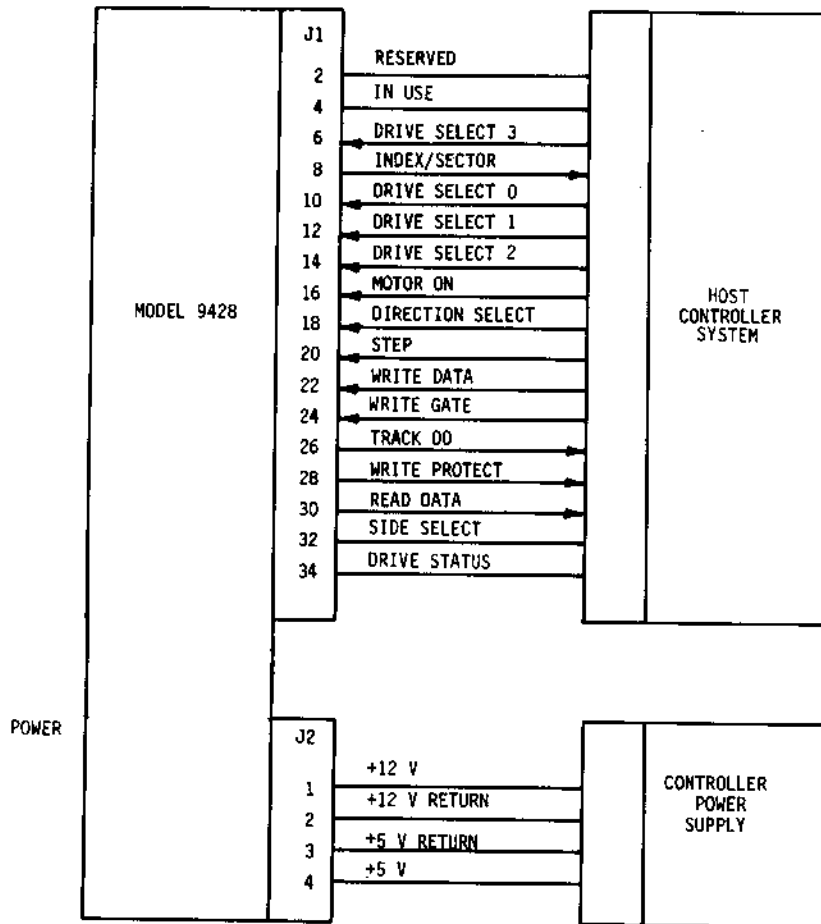 J1
2 RESERVED
4 IN USE
6 DRIVE SELECT 3
8 INDEX/SECTOR
10 DRIVE SELECT 0
12 DRIVE SELECT 1
14 DRIVE SELECT 2
16 MOTOR ON
18 DIRECTION SELECT
20 STEP
22 WRITE DATA
24 WRITE GATE
26 TRACK 00
28 WRITE PROTECT
30 READ DATA
32 SIDE SELECT
34 DRIVE STATUS
MODEL 9428
HOST
CONTROLLER
SYSTEM
POWER
J2
1 +12 V
2 +12 V RETURN
3 +5 V RETURN
4 +5 V
CONTROLLER
POWER
SUPPLY